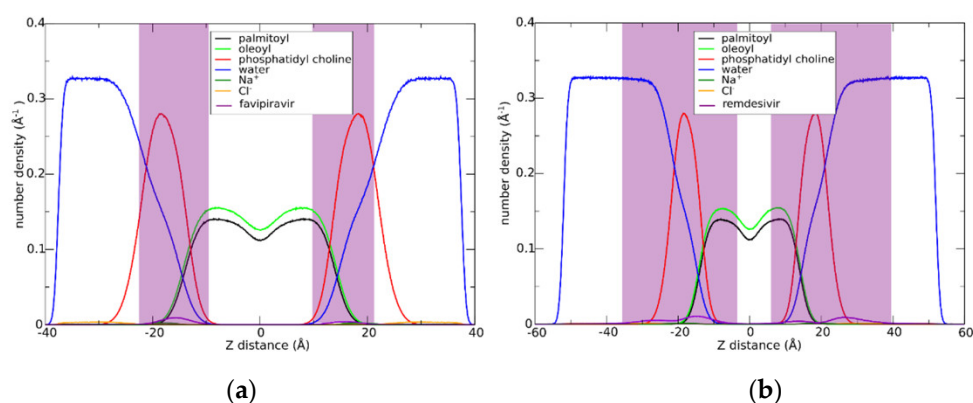 0.4
0.3
0.2
0.1
0
number density (Å⁻¹)
palmitoyl
oleoyl
phosphatidyl choline
water
Na⁺
Cl⁻
favipiravir
-40 -20 0 20 40
Z distance (Å)
(a)
0.4
0.3
0.2
0.1
0
number density (Å⁻¹)
palmitoyl
oleoyl
phosphatidyl choline
water
Na⁺
Cl⁻
remdesivir
-60 -40 -20 0 20 40 60
Z distance (Å)
(b)